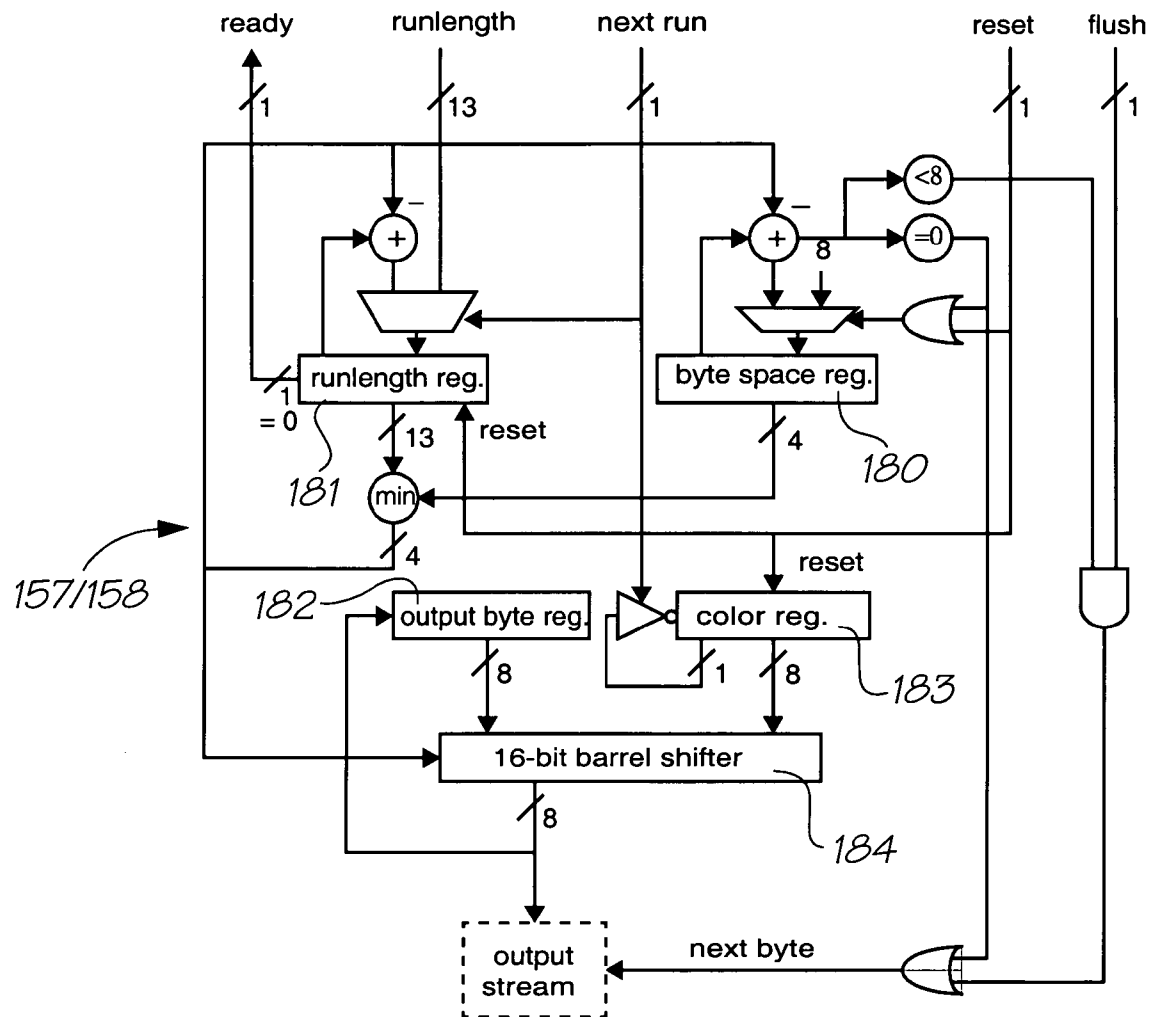 ready
runlength
next run
reset
flush
1
13
1
1
1
−
+
−
+
8
<8
=0
runlength reg.
byte space reg.
1
= 0
13
reset
4
181
180
min
4
reset
157/158
182
output byte reg.
color reg.
8
1
8
183
16-bit barrel shifter
8
184
next byte
output
stream